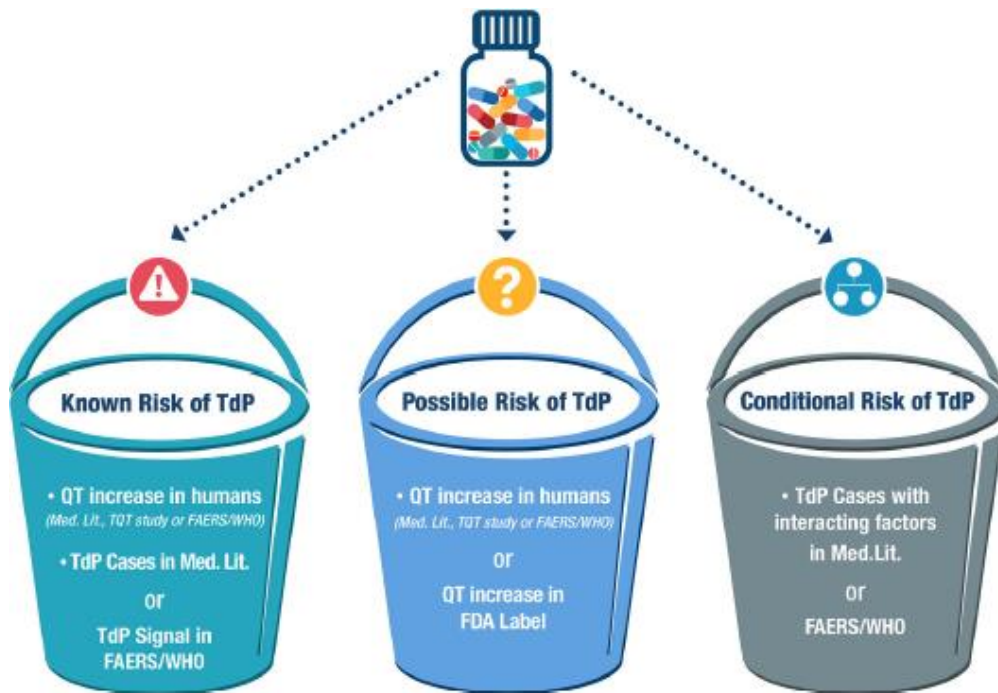 Known Risk of TdP
• QT increase in humans
(Med. Lit., TQT study or FAERS/WHO)
• TdP Cases in Med. Lit.
or
TdP Signal in
FAERS/WHO
Possible Risk of TdP
• QT increase in humans
(Med. Lit., TQT study or FAERS/WHO)
or
QT increase in
FDA Label
Conditional Risk of TdP
• TdP Cases with
interacting factors
in Med.Lit.
or
FAERS/WHO